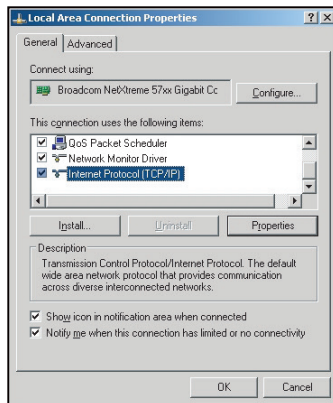 Local Area Connection Properties
General Advanced
Connect using:
Broadcom NetXtreme 57xx Gigabit Cc Configure...
This connection uses the following items:
QoS Packet Scheduler
Network Monitor Driver
Internet Protocol (TCP/IP)
Install... Uninstall Properties
Description
Transmission Control Protocol/Internet Protocol. The default
wide area network protocol that provides communication
across diverse interconnected networks.
Show icon in notification area when connected
Notify me when this connection has limited or no connectivity
OK Cancel